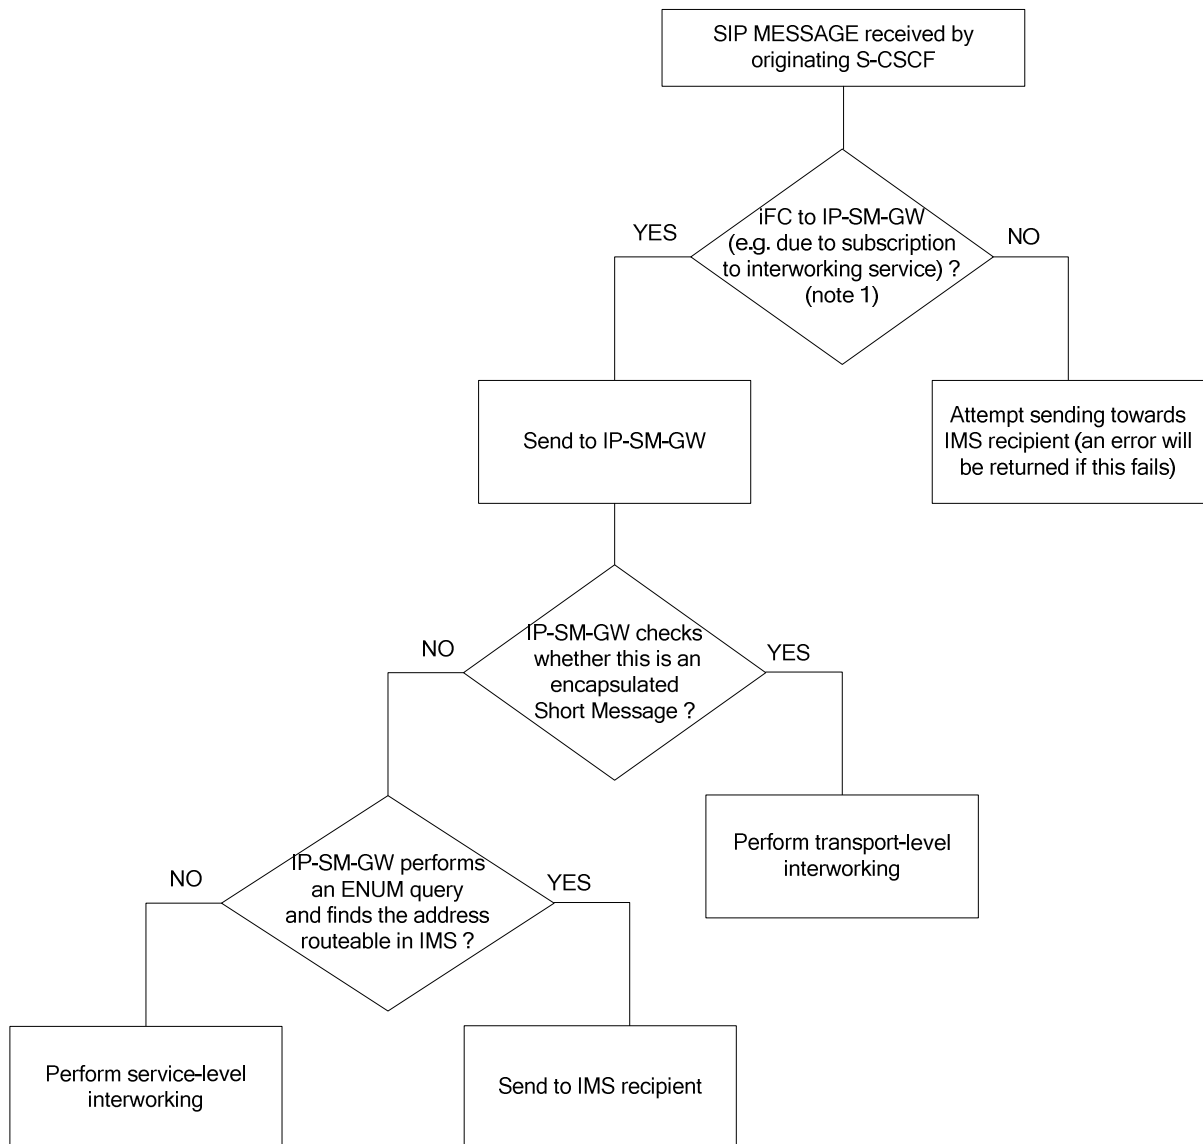 SIP MESSAGE received by
originating S-CSCF
iFC to IP-SM-GW
(e.g. due to subscription
to interworking service) ?
(note 1)
YES
NO
Send to IP-SM-GW
Attempt sending towards
IMS recipient (an error will
be returned if this fails)
IP-SM-GW checks
whether this is an
encapsulated
Short Message ?
NO
YES
Perform transport-level
interworking
IP-SM-GW performs
an ENUM query
and finds the address
routeable in IMS ?
NO
YES
Perform service-level
interworking
Send to IMS recipient